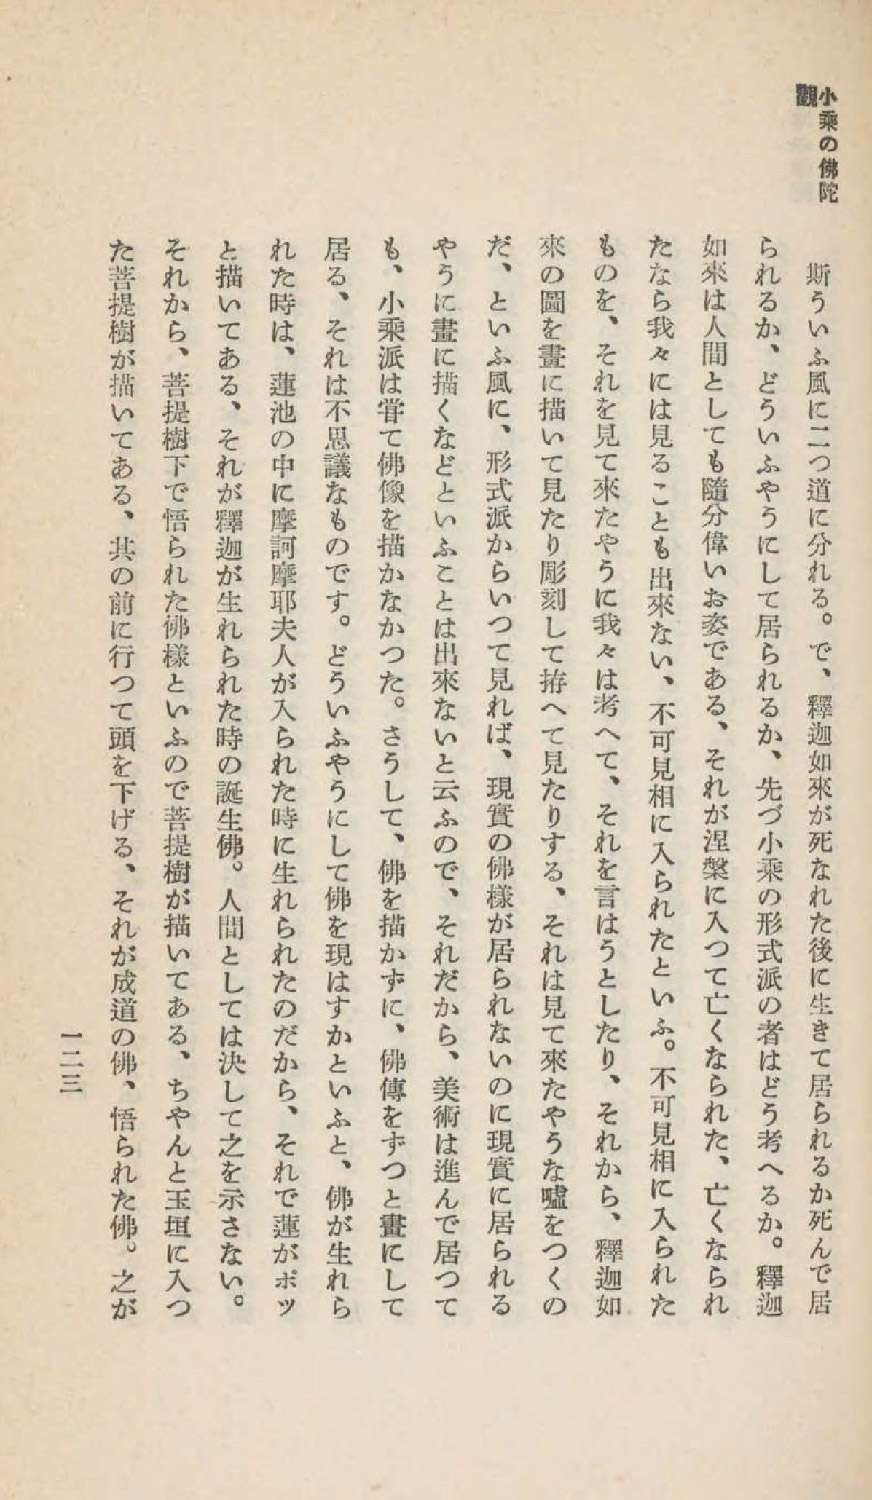 小乘の佛陀
觀
斯ういふ風に二つ道に分れる。で、釋迦如來が死なれた後に生きて居られるか死んで居
られるか、どういふやうにして居られるか、先づ小乘の形式派の者はどう考へるか。釋迦
如來は人間としても隨分偉いお姿である、それが涅槃に入つて亡くなられた、亡くなられ
たなら我々には見ることも出來ない、不可見相に入られたといふ。不可見相に入られた
ものを、それを見て來たやうに我々は考へて、それを言はうとしたり、それから、釋迦如
來の圖を畫に描いて見たり彫刻して拵へて見たりする、それは見て來たやうな噓をつくの
だ、といふ風に、形式派からいつて見れば、現實の佛樣が居られないのに現實に居られる
やうに畫に描くなどといふことは出來ないと云ふので、それだから、美術は進んで居つて
も、小乘派は甞て佛像を描かなかつた。さうして、佛を描かずに、佛傳をずつと畫にして
居る、それは不思議なものです。どういふやうにして佛を現はすかといふと、佛が生れら
れた時は、蓮池の中に摩訶摩耶夫人が入られた時に生れられたのだから、それで蓮がポッ
と描いてある、それが釋迦が生れられた時の誕生佛。人間としては決して之を示さない。
それから、菩提樹下で悟られた佛樣といふので菩提樹が描いてある、ちやんと玉垣に入つ
た菩提樹が描いてある、其の前に行つて頭を下げる、それが成道の佛、悟られた佛。之が
一二三